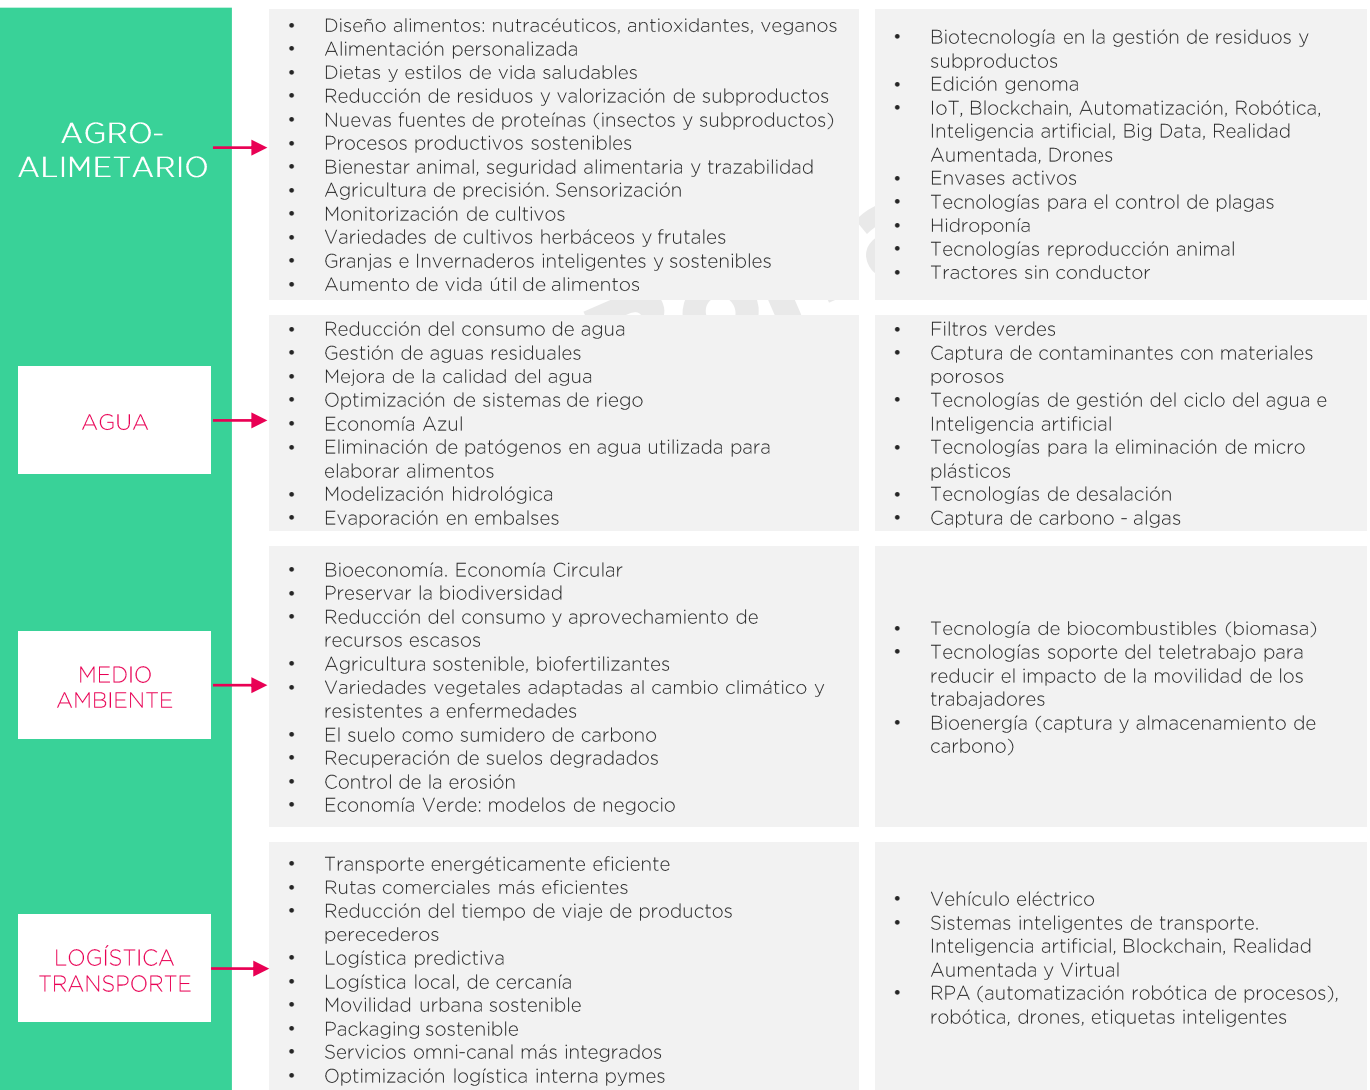 AGRO-
ALIMETARIO
• Diseño alimentos: nutracéuticos, antioxidantes, veganos
• Alimentación personalizada
• Dietas y estilos de vida saludables
• Reducción de residuos y valorización de subproductos
• Nuevas fuentes de proteínas (insectos y subproductos)
• Procesos productivos sostenibles
• Bienestar animal, seguridad alimentaria y trazabilidad
• Agricultura de precisión. Sensorización
• Monitorización de cultivos
• Variedades de cultivos herbáceos y frutales
• Granjas e Invernaderos inteligentes y sostenibles
• Aumento de vida útil de alimentos
• Biotecnología en la gestión de residuos y
subproductos
• Edición genoma
• IoT, Blockchain, Automatización, Robótica,
Inteligencia artificial, Big Data, Realidad
Aumentada, Drones
• Envases activos
• Tecnologías para el control de plagas
• Hidroponía
• Tecnologías reproducción animal
• Tractores sin conductor
AGUA
• Reducción del consumo de agua
• Gestión de aguas residuales
• Mejora de la calidad del agua
• Optimización de sistemas de riego
• Economía Azul
• Eliminación de patógenos en agua utilizada para
elaborar alimentos
• Modelización hidrológica
• Evaporación en embalses
• Filtros verdes
• Captura de contaminantes con materiales
porosos
• Tecnologías de gestión del ciclo del agua e
Inteligencia artificial
• Tecnologías para la eliminación de micro
plásticos
• Tecnologías de desalación
• Captura de carbono - algas
MEDIO
AMBIENTE
• Bioeconomía. Economía Circular
• Preservar la biodiversidad
• Reducción del consumo y aprovechamiento de
recursos escasos
• Agricultura sostenible, biofertilizantes
• Variedades vegetales adaptadas al cambio climático y
resistentes a enfermedades
• El suelo como sumidero de carbono
• Recuperación de suelos degradados
• Control de la erosión
• Economía Verde: modelos de negocio
• Tecnología de biocombustibles (biomasa)
• Tecnologías soporte del teletrabajo para
reducir el impacto de la movilidad de los
trabajadores
• Bioenergía (captura y almacenamiento de
carbono)
LOGÍSTICA
TRANSPORTE
• Transporte energéticamente eficiente
• Rutas comerciales más eficientes
• Reducción del tiempo de viaje de productos
perecederos
• Logística predictiva
• Logística local, de cercanía
• Movilidad urbana sostenible
• Packaging sostenible
• Servicios omni-canal más integrados
• Optimización logística interna pymes
• Vehículo eléctrico
• Sistemas inteligentes de transporte.
Inteligencia artificial, Blockchain, Realidad
Aumentada y Virtual
• RPA (automatización robótica de procesos),
robótica, drones, etiquetas inteligentes